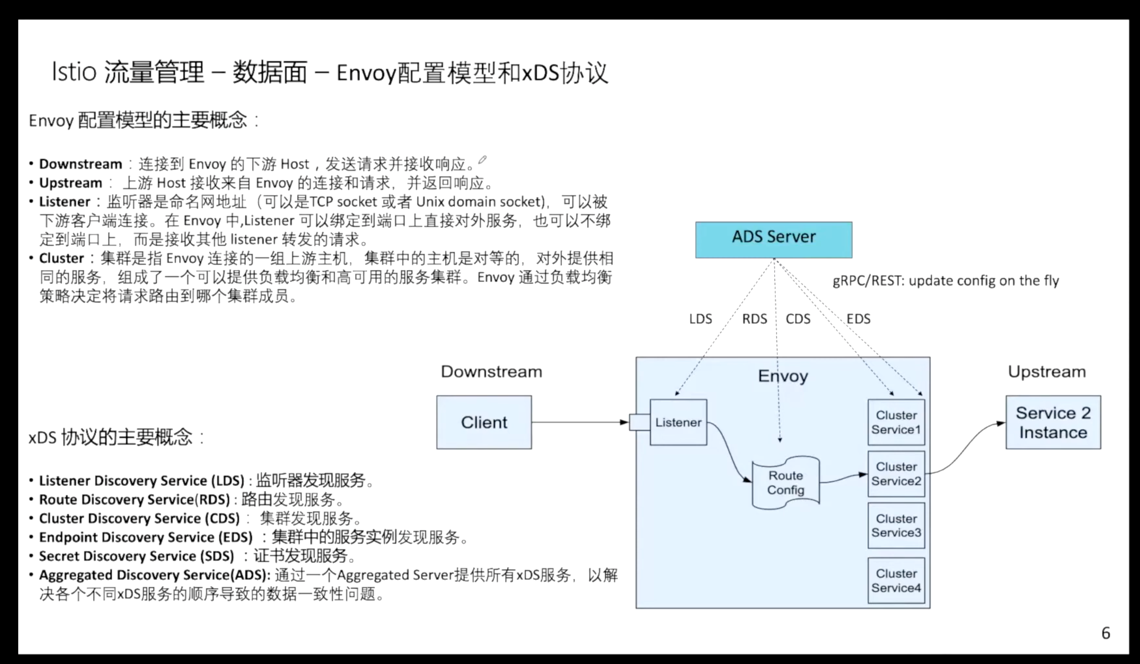 Istio 流量管理 – 数据面 – Envoy配置模型和xDS协议
Envoy 配置模型的主要概念：
• Downstream：连接到 Envoy 的下游 Host，发送请求并接收响应。
• Upstream： 上游 Host 接收来自 Envoy 的连接和请求，并返回响应。
• Listener：监听器是命名网地址（可以是TCP socket 或者 Unix domain socket)，可以被
下游客户端连接。在 Envoy 中,Listener 可以绑定到端口上直接对外服务，也可以不绑
定到端口上，而是接收其他 listener 转发的请求。
• Cluster：集群是指 Envoy 连接的一组上游主机，集群中的主机是对等的，对外提供相
同的服务，组成了一个可以提供负载均衡和高可用的服务集群。Envoy 通过负载均衡
策略决定将请求路由到哪个集群成员。
xDS 协议的主要概念：
• Listener Discovery Service (LDS) : 监听器发现服务。
• Route Discovery Service(RDS) : 路由发现服务。
• Cluster Discovery Service (CDS)： 集群发现服务。
• Endpoint Discovery Service (EDS) ：集群中的服务实例发现服务。
• Secret Discovery Service (SDS) ：证书发现服务。
• Aggregated Discovery Service(ADS): 通过一个Aggregated Server提供所有xDS服务，以解
决各个不同xDS服务的顺序导致的数据一致性问题。
ADS Server
gRPC/REST: update config on the fly
LDS
RDS
CDS
EDS
Downstream
Envoy
Upstream
Client
Listener
Route
Config
Cluster
Service1
Cluster
Service2
Cluster
Service3
Cluster
Service4
Service 2
Instance
6